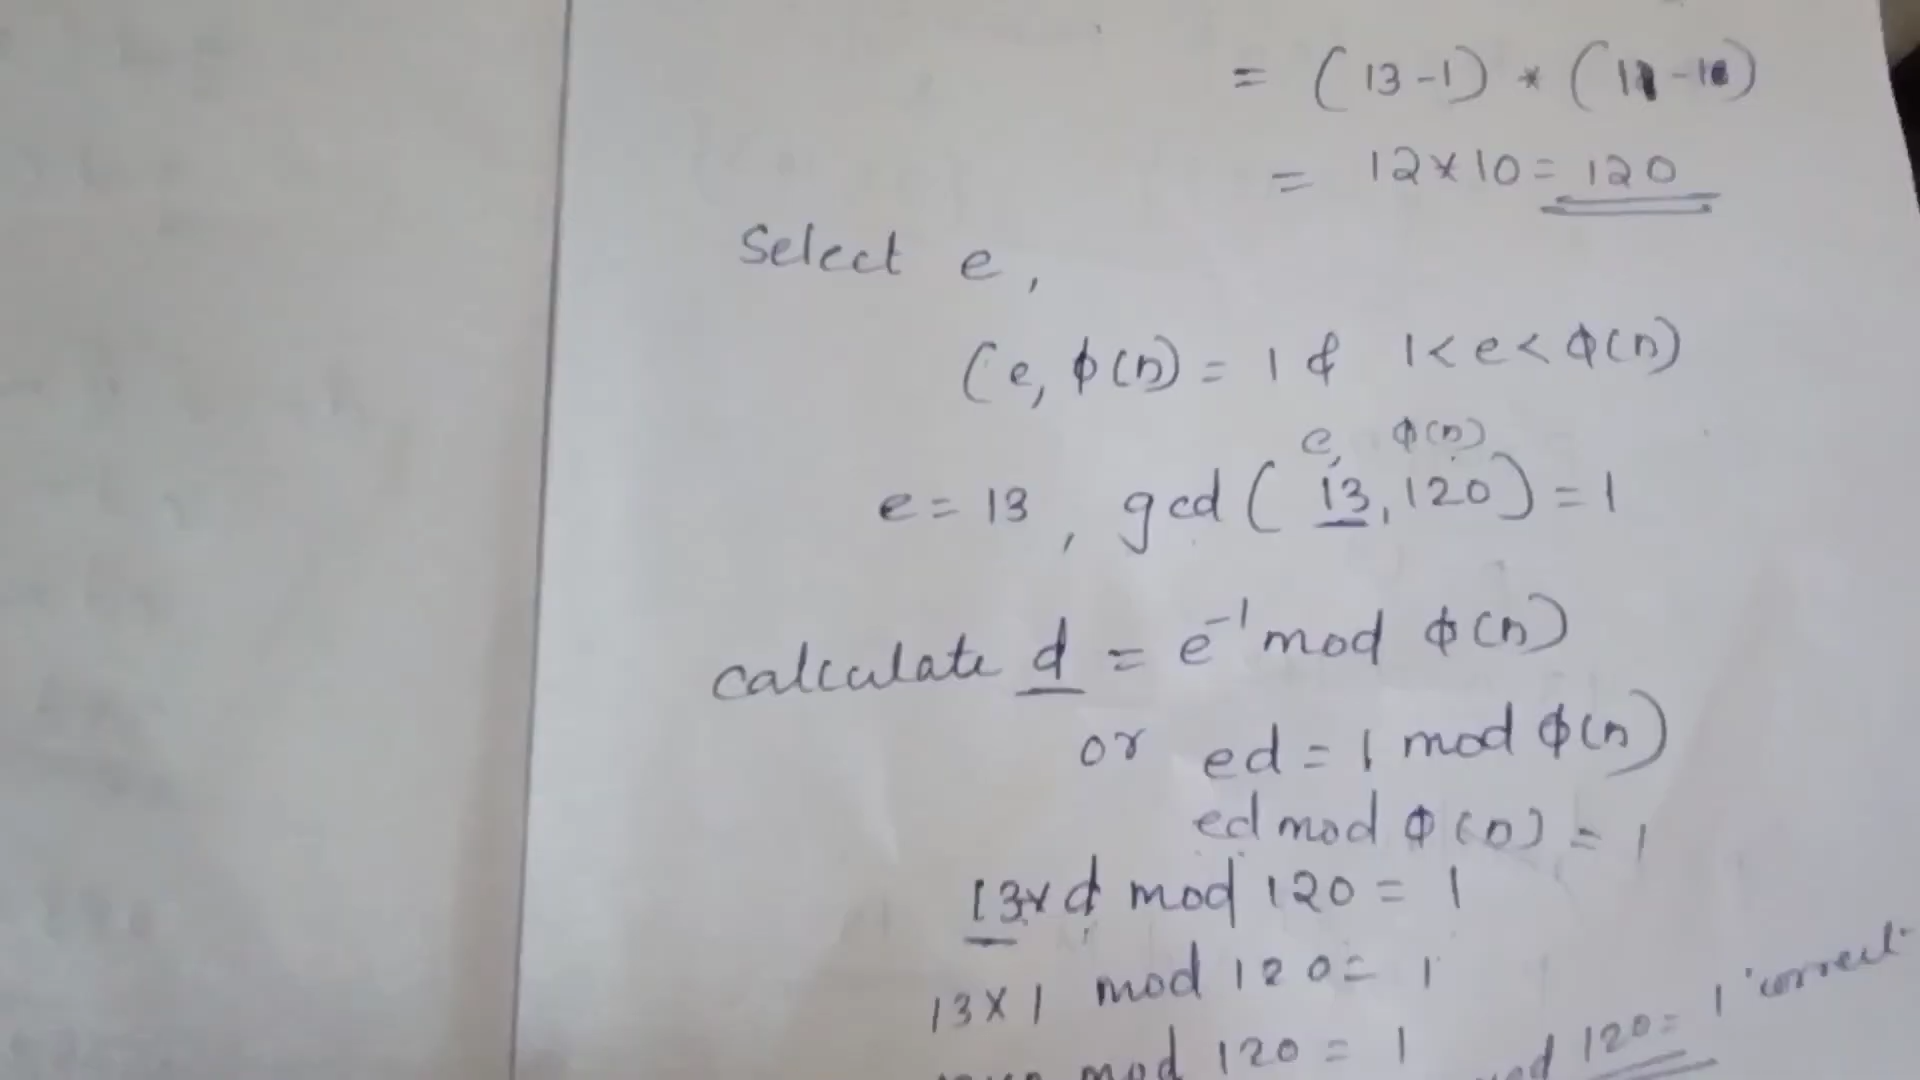 = (13-1) * (11-1)
= 12 × 10 = 120
Select e,
(e, φ(n) = 1 & 1 < e < φ(n)
e, φ(n)
e = 13 , gcd ( 13, 120 ) = 1
calculate d = e⁻¹ mod φ(n)
or ed = 1 mod φ(n)
ed mod φ(n) = 1
13×d mod 120 = 1
13 × 1 mod 120 = 1
mod 120 = 1
120 = 1 correct